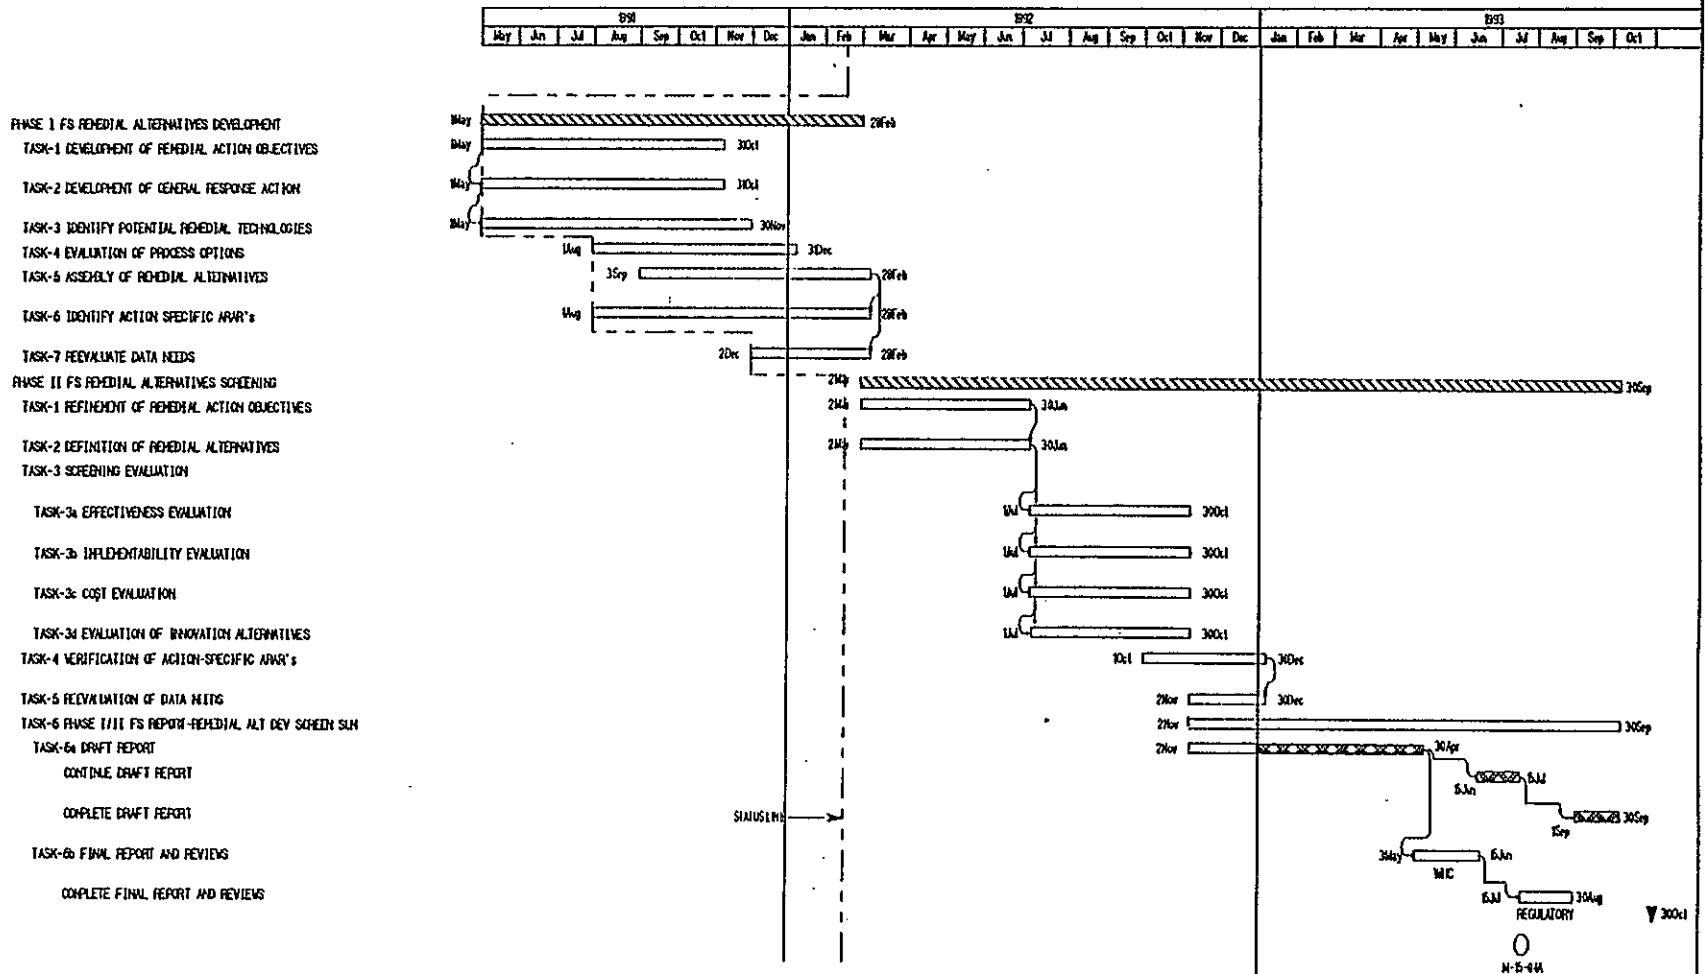 1991 1992 1993
May Jun Jul Aug Sep Oct Nov Dec Jan Feb Mar Apr May Jun Jul Aug Sep Oct Nov Dec Jan Feb Mar Apr May Jun Jul Aug Sep Oct
PHASE I FS REMEDIAL ALTERNATIVES DEVELOPMENT 1May 28Feb
TASK-1 DEVELOPMENT OF REMEDIAL ACTION OBJECTIVES 1May 31Oct
TASK-2 DEVELOPMENT OF GENERAL RESPONSE ACTION 1May 31Oct
TASK-3 IDENTIFY POTENTIAL REMEDIAL TECHNOLOGIES 1May 30Nov
TASK-4 EVALUATION OF PROCESS OPTIONS 1Aug 31Dec
TASK-5 ASSEMBLY OF REMEDIAL ALTERNATIVES 3Sep 28Feb
TASK-6 IDENTIFY ACTION SPECIFIC ARAR's 1Aug 28Feb
TASK-7 REEVALUATE DATA NEEDS 2Dec 28Feb
PHASE II FS REMEDIAL ALTERNATIVES SCREENING 2Mar 30Sep
TASK-1 REFINEMENT OF REMEDIAL ACTION OBJECTIVES 2Mar 30Jun
TASK-2 DEFINITION OF REMEDIAL ALTERNATIVES 2Mar 30Jun
TASK-3 SCREENING EVALUATION
TASK-3a EFFECTIVENESS EVALUATION 1Jul 30Oct
TASK-3b IMPLEMENTABILITY EVALUATION 1Jul 30Oct
TASK-3c COST EVALUATION 1Jul 30Oct
TASK-3d EVALUATION OF INNOVATION ALTERNATIVES 1Jul 30Oct
TASK-4 VERIFICATION OF ACTION-SPECIFIC ARAR's 1Oct 30Dec
TASK-5 REEVALUATION OF DATA NEEDS 2Nov 30Dec
TASK-6 PHASE I/II FS REPORT-REMEDIAL ALT DEV SCREEN SUM 2Nov 30Sep
TASK-6a DRAFT REPORT 2Nov 30Apr
CONTINUE DRAFT REPORT 15Jun 15Jul
COMPLETE DRAFT REPORT STATUS LINE 1Sep 30Sep
TASK-6b FINAL REPORT AND REVIEWS 3May 15Jun
WHC
COMPLETE FINAL REPORT AND REVIEWS 15Jul 30Aug
REGULATORY 30Oct
M-15-04A